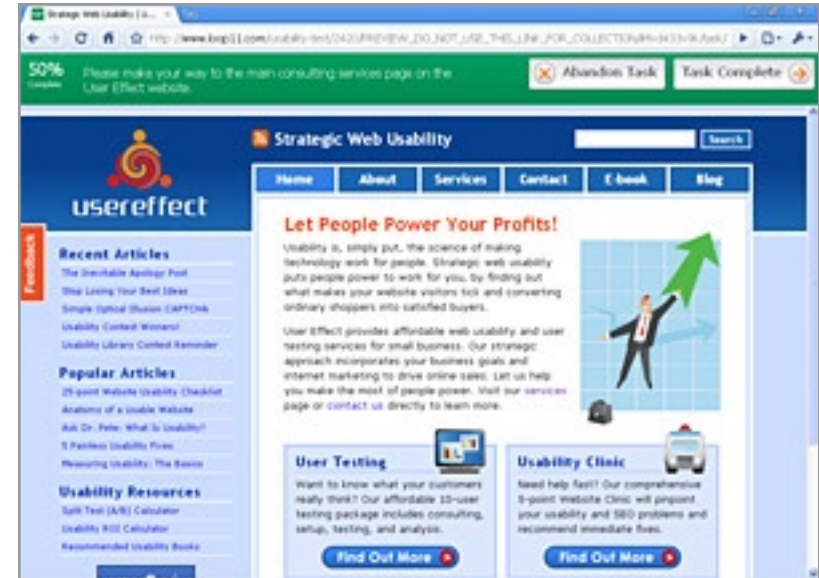 Strategic Web Usability | U...
50%
Complete
Please make your way to the main consulting services page on the
User Effect website.
Abandon Task
Task Complete
usereffect
Strategic Web Usability
Search
Home
About
Services
Contact
E-book
Blog
Feedback
Recent Articles
The Inevitable Apology Post
Stop Losing Your Best Ideas
Simple Optical Illusion CAPTCHA
Usability Contest Winners!
Usability Library Contest Reminder
Popular Articles
25-point Website Usability Checklist
Anatomy of a Usable Website
Ask Dr. Pete: What Is Usability?
5 Painless Usability Fixes
Measuring Usability: The Basics
Usability Resources
Split Test (A/B) Calculator
Usability ROI Calculator
Recommended Usability Books
Let People Power Your Profits!
Usability is, simply put, the science of making
technology work for people. Strategic web usability
puts people power to work for you, by finding out
what makes your website visitors tick and converting
ordinary shoppers into satisfied buyers.
User Effect provides affordable web usability and user
testing services for small business. Our strategic
approach incorporates your business goals and
internet marketing to drive online sales. Let us help
you make the most of people power. Visit our services
page or contact us directly to learn more.
User Testing
Want to know what your customers
really think? Our affordable 10-user
testing package includes consulting,
setup, testing, and analysis.
Find Out More
Usability Clinic
Need help fast? Our comprehensive
5-point Website Clinic will pinpoint
your usability and SEO problems and
recommend immediate fixes.
Find Out More